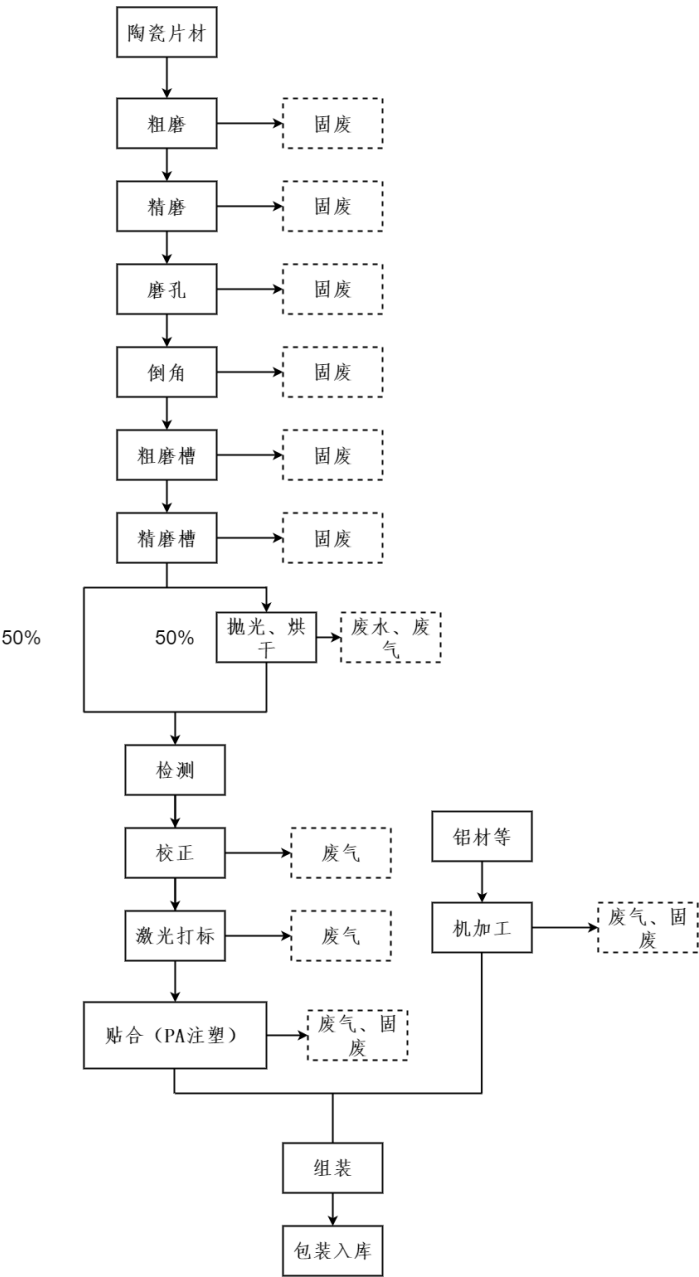 陶瓷片材
粗磨
固废
精磨
固废
磨孔
固废
倒角
固废
粗磨槽
固废
精磨槽
固废
50%
50%
抛光、烘
干
废水、废
气
检测
铝材等
校正
废气
激光打标
废气
机加工
废气、固
废
贴合（PA注塑）
废气、固
废
组装
包装入库